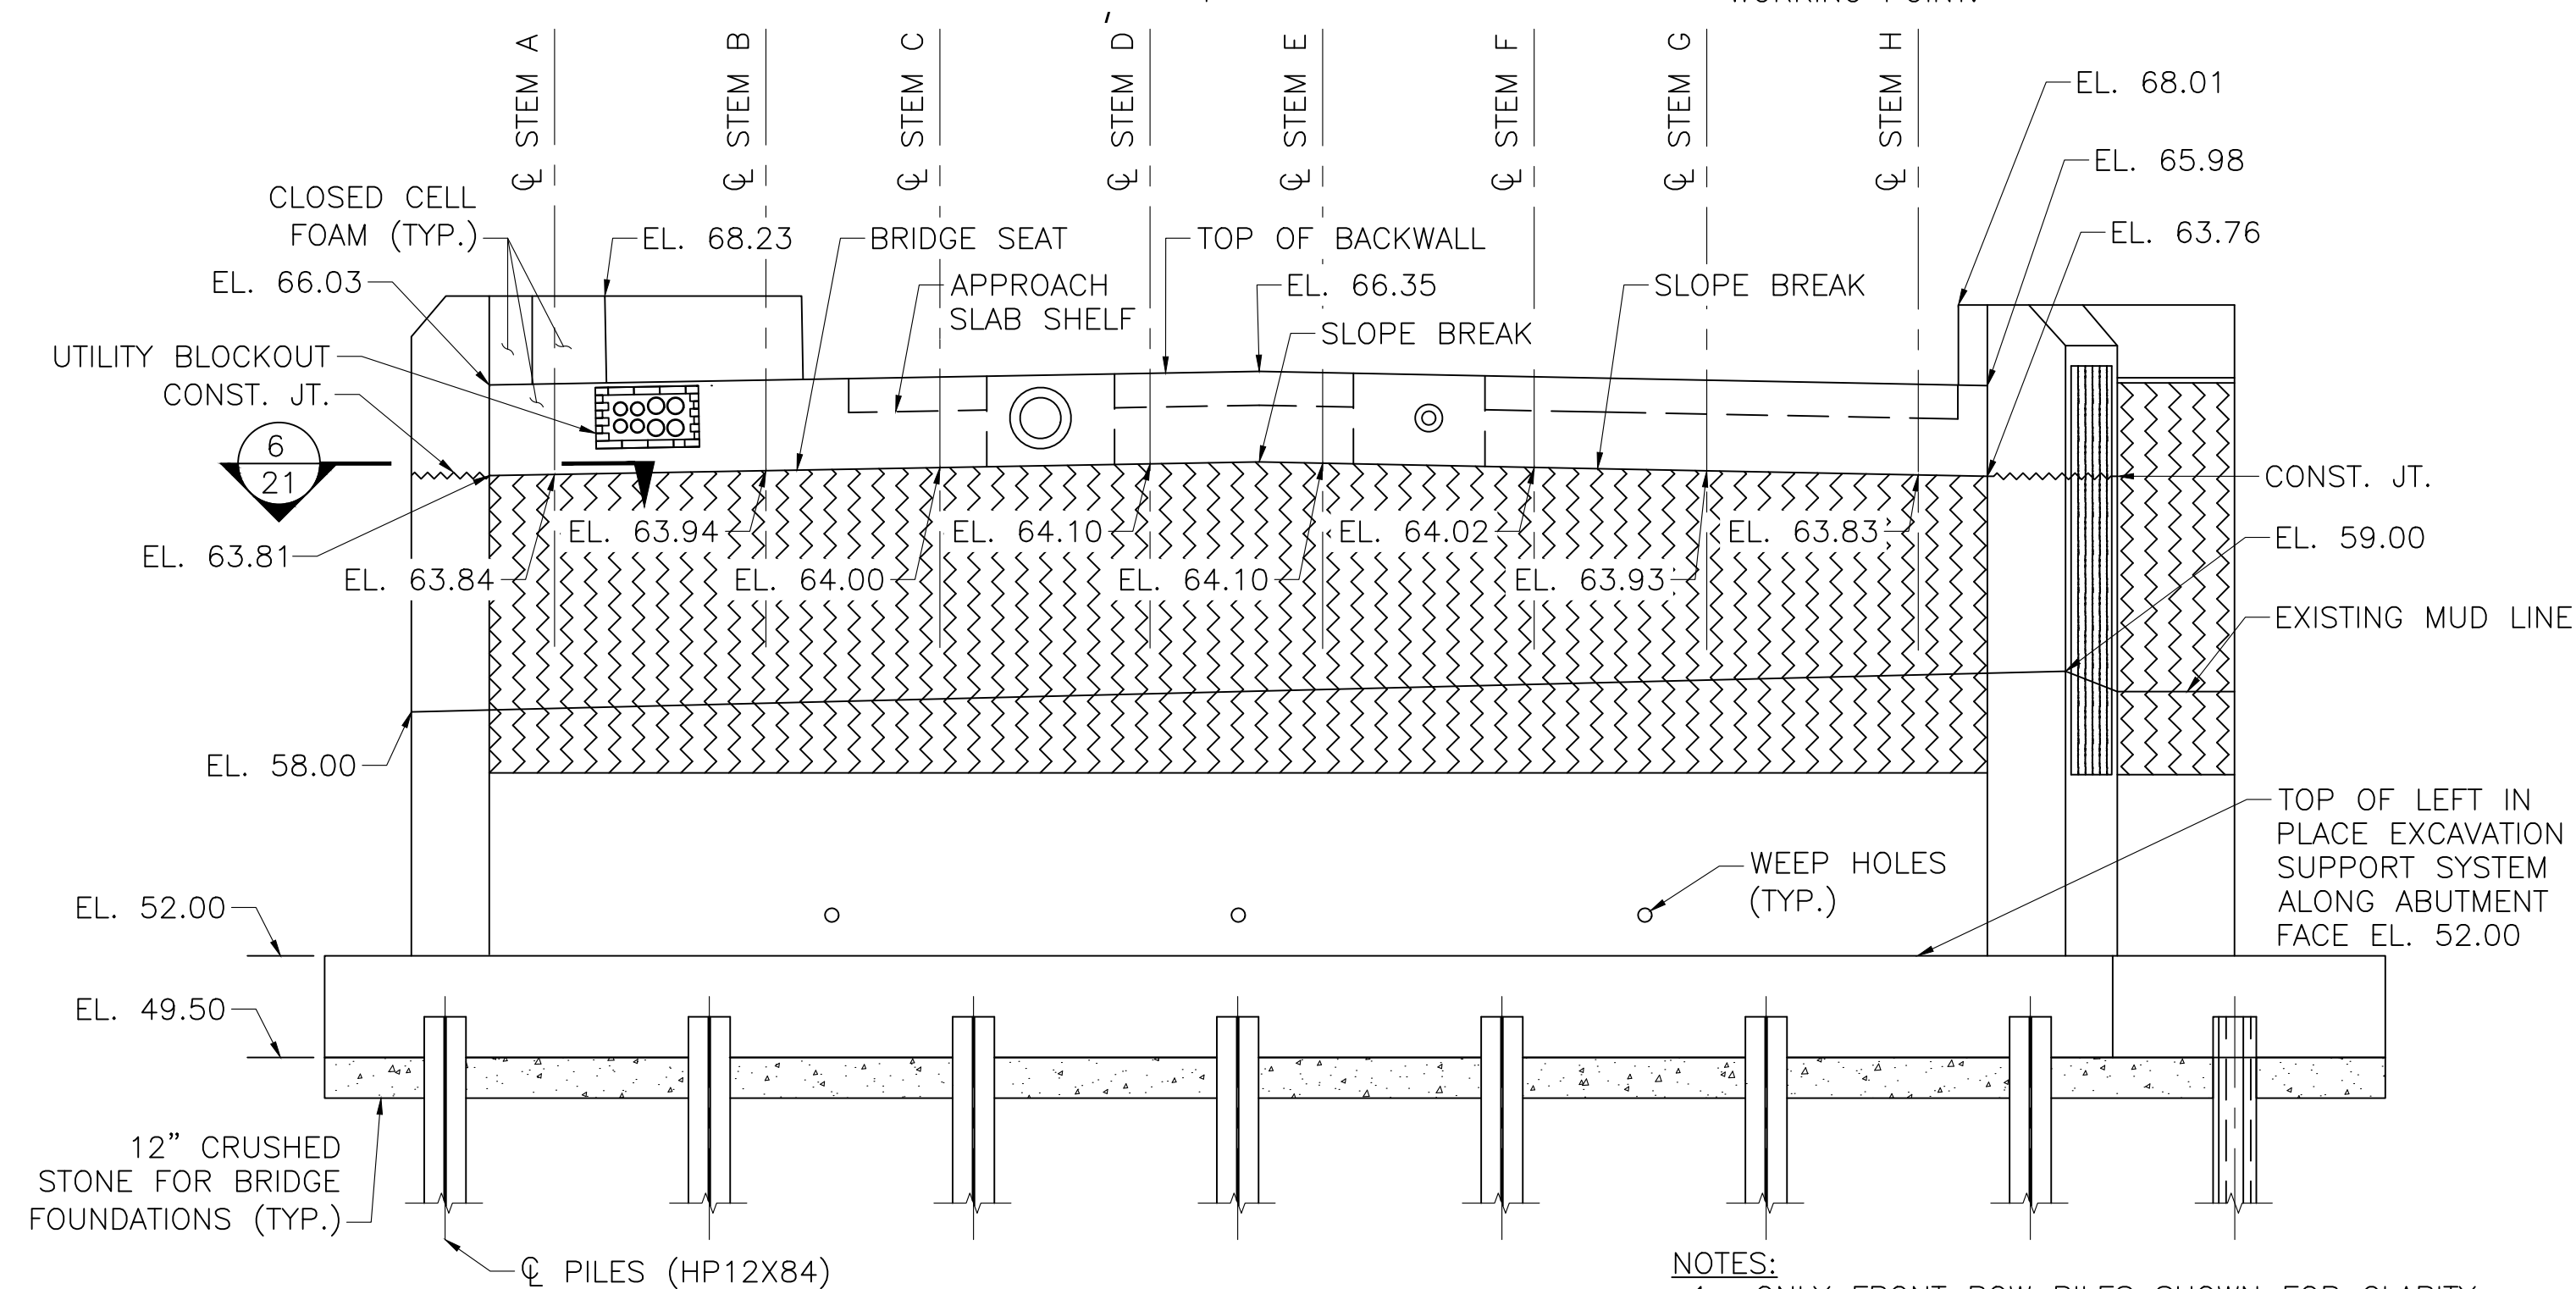 ℄ STEM A
℄ STEM B
℄ STEM C
℄ STEM D
℄ STEM E
℄ STEM F
℄ STEM G
℄ STEM H
EL. 68.01
EL. 65.98
EL. 63.76
CLOSED CELL
FOAM (TYP.)
EL. 68.23
BRIDGE SEAT
TOP OF BACKWALL
EL. 66.03
APPROACH
SLAB SHELF
EL. 66.35
SLOPE BREAK
SLOPE BREAK
UTILITY BLOCKOUT
CONST. JT.
6
21
CONST. JT.
EL. 63.81
EL. 63.84
EL. 63.94
EL. 64.00
EL. 64.10
EL. 64.10
EL. 64.02
EL. 63.93
EL. 63.83
EL. 59.00
EXISTING MUD LINE
EL. 58.00
TOP OF LEFT IN
PLACE EXCAVATION
SUPPORT SYSTEM
ALONG ABUTMENT
FACE EL. 52.00
WEEP HOLES
(TYP.)
EL. 52.00
EL. 49.50
12” CRUSHED
STONE FOR BRIDGE
FOUNDATIONS (TYP.)
℄ PILES (HP12X84)
NOTES: